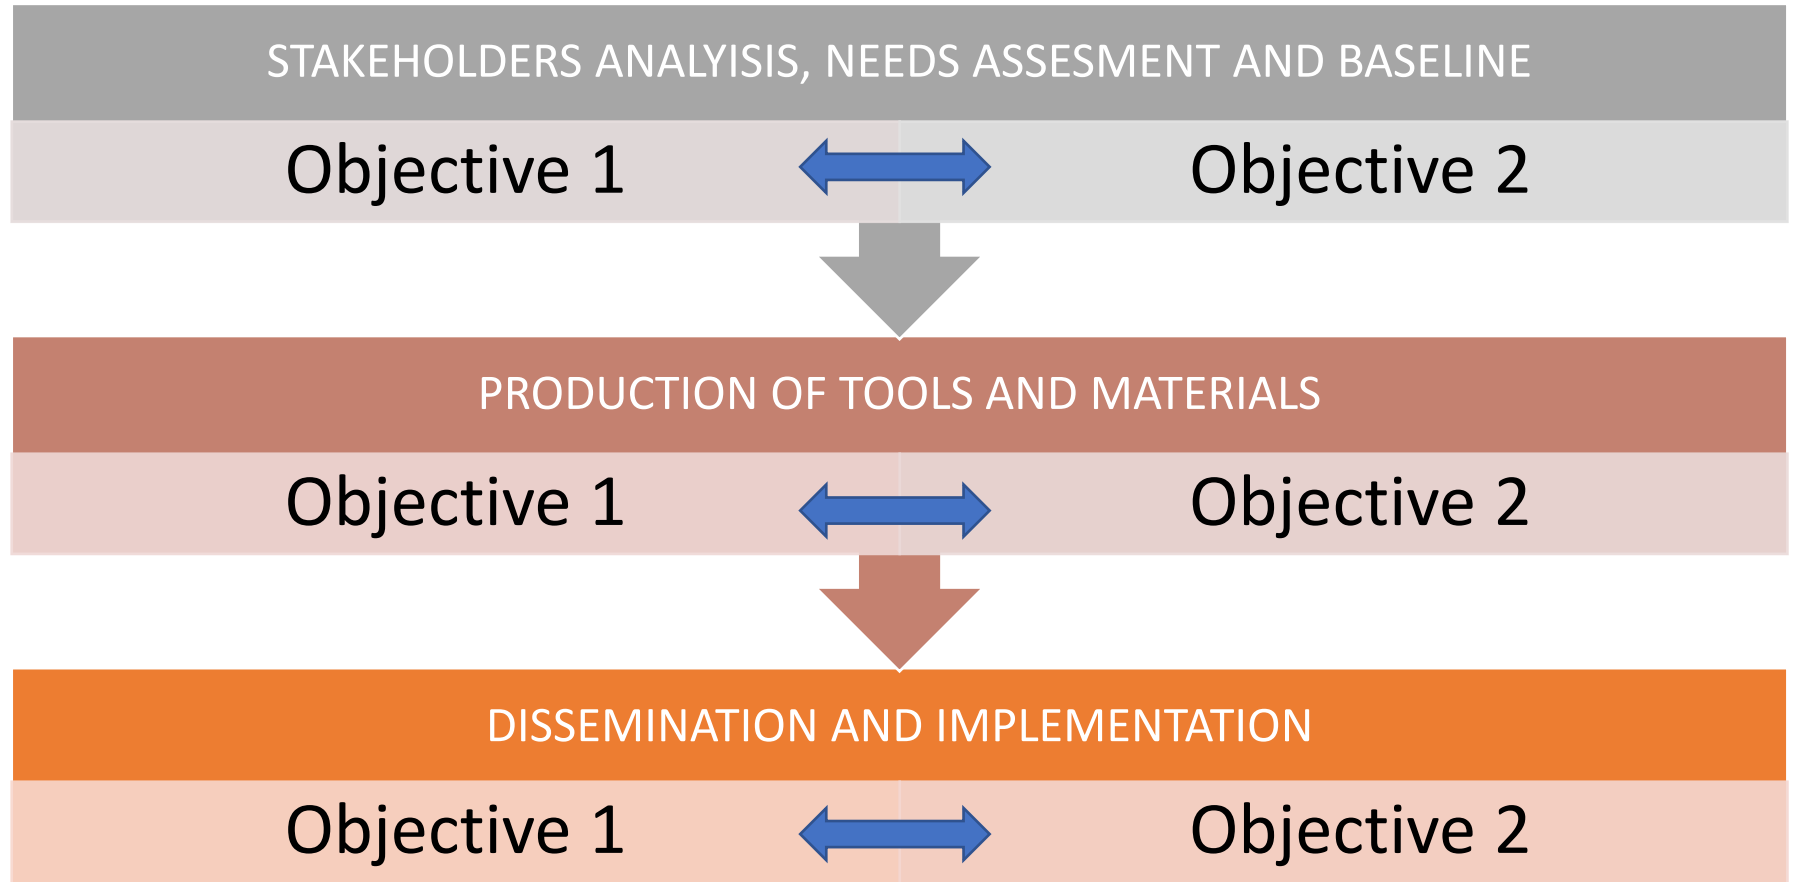 STAKEHOLDERS ANALYISIS, NEEDS ASSESMENT AND BASELINE
Objective 1
Objective 2
PRODUCTION OF TOOLS AND MATERIALS
Objective 1
Objective 2
DISSEMINATION AND IMPLEMENTATION
Objective 1
Objective 2